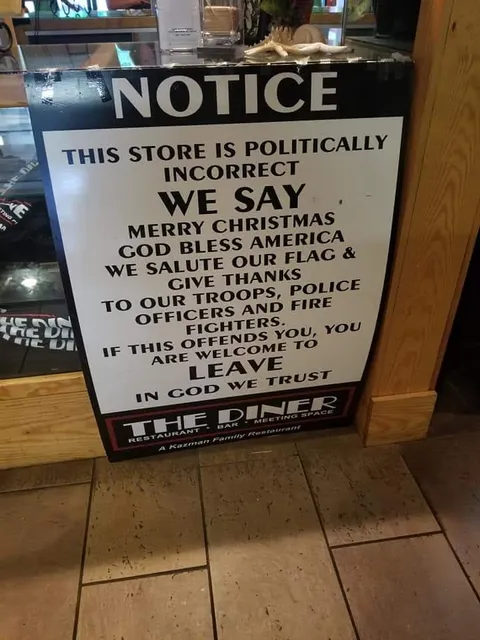 NOTICE
THIS STORE IS POLITICALLY
INCORRECT
WE SAY
MERRY CHRISTMAS
GOD BLESS AMERICA
WE SALUTE OUR FLAG &
GIVE THANKS
TO OUR TROOPS, POLICE
OFFICERS AND FIRE
FIGHTERS.
IF THIS OFFENDS YOU, YOU
ARE WELCOME TO
LEAVE
IN GOD WE TRUST
THE DINER
RESTAURANT • BAR • MEETING SPACE
A Kazman Family Restaurant